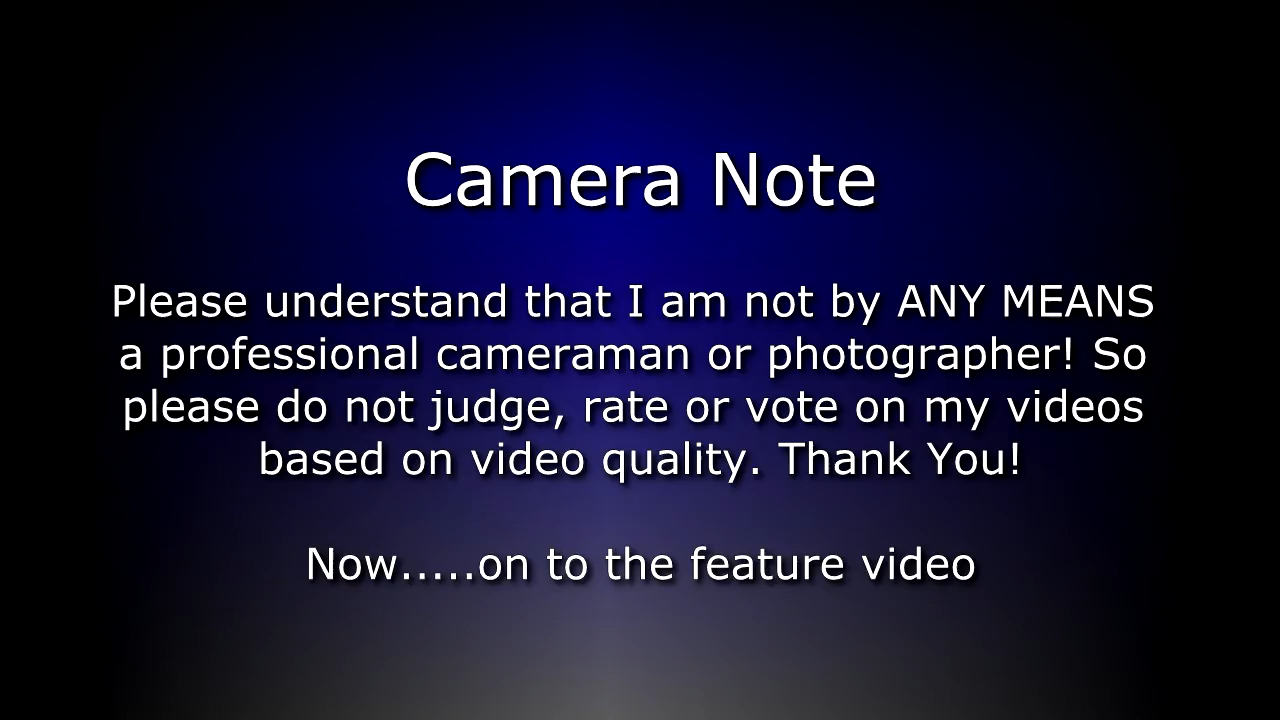 Camera Note
Please understand that I am not by ANY MEANS
a professional cameraman or photographer! So
please do not judge, rate or vote on my videos
based on video quality. Thank You!
Now.....on to the feature video